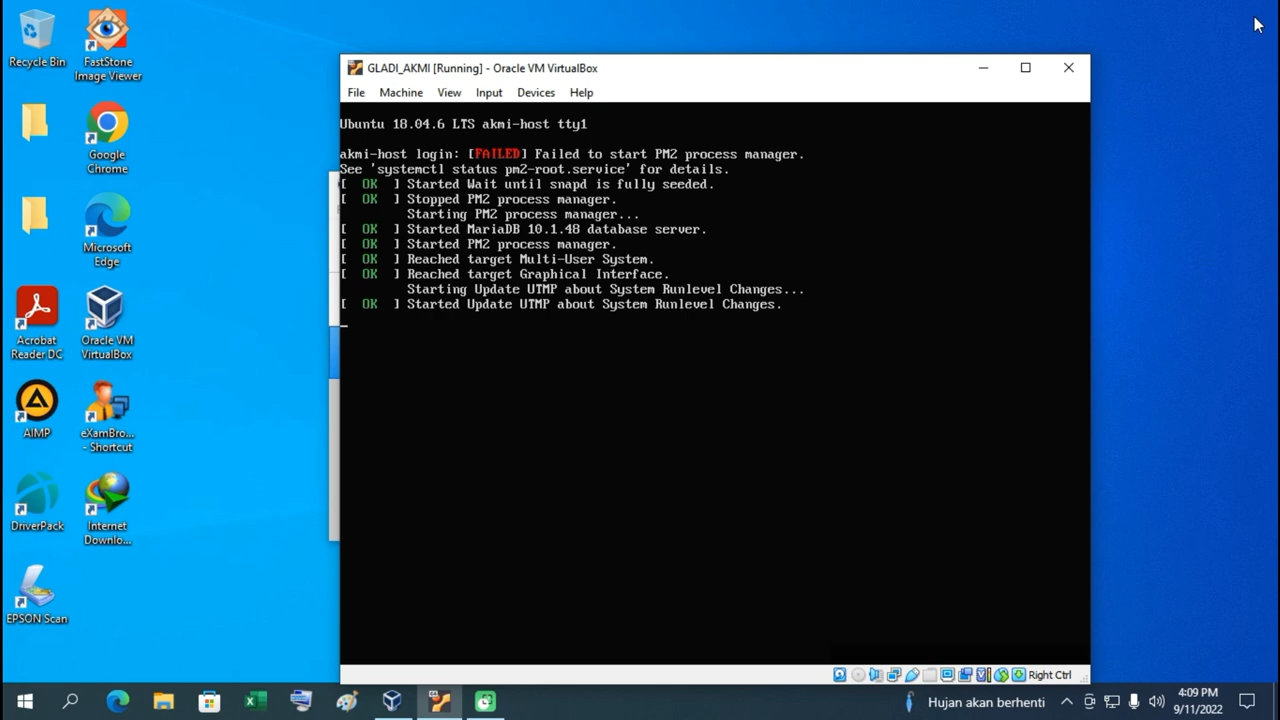 Recycle Bin
FastStone
Image Viewer
Google
Chrome
Microsoft
Edge
Acrobat
Reader DC
Oracle VM
VirtualBox
AIMP
eXamBro...
- Shortcut
DriverPack
Internet
Downlo...
EPSON Scan
GLADI_AKMI [Running] - Oracle VM VirtualBox
File Machine View Input Devices Help
Ubuntu 18.04.6 LTS akmi-host tty1
akmi-host login: [FAILED] Failed to start PM2 process manager.
See 'systemctl status pm2-root.service' for details.
[  OK  ] Started Wait until snapd is fully seeded.
[  OK  ] Stopped PM2 process manager.
Starting PM2 process manager...
[  OK  ] Started MariaDB 10.1.48 database server.
[  OK  ] Started PM2 process manager.
[  OK  ] Reached target Multi-User System.
[  OK  ] Reached target Graphical Interface.
Starting Update UTMP about System Runlevel Changes...
[  OK  ] Started Update UTMP about System Runlevel Changes.
Right Ctrl
Hujan akan berhenti
4:09 PM
9/11/2022